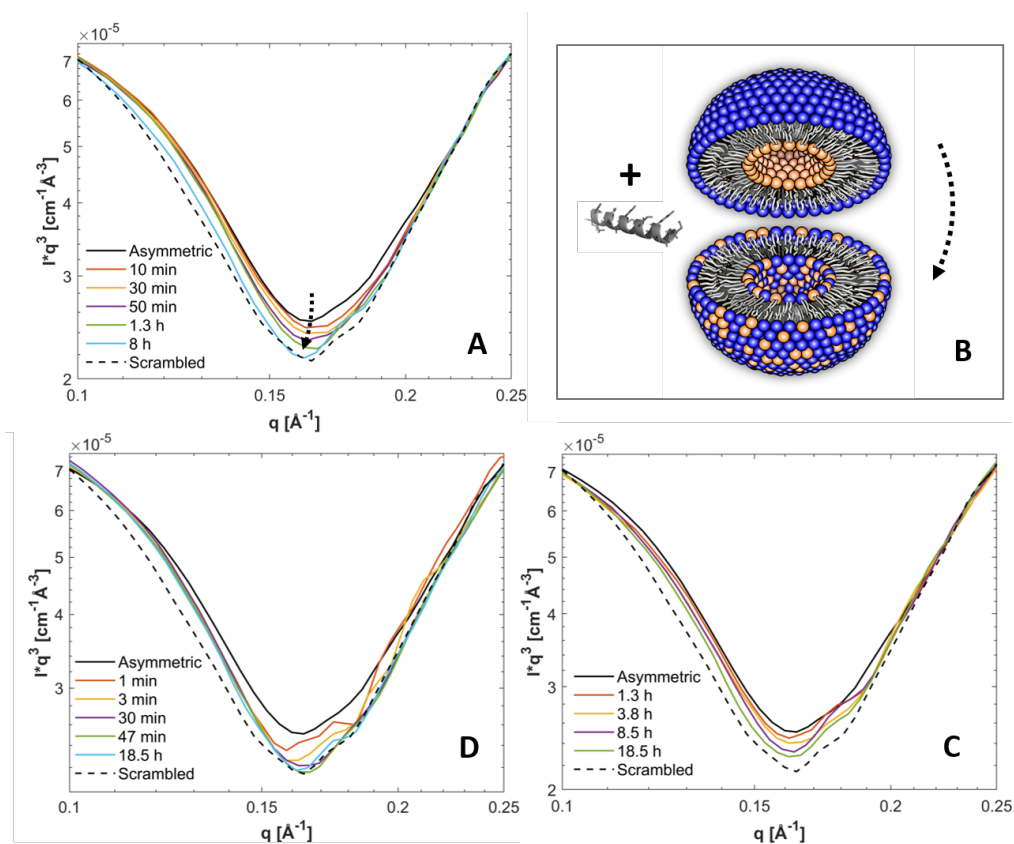 ×10⁻⁵
7
6
5
4
3
2
I*q³ [cm⁻¹Å⁻³]
Asymmetric
10 min
30 min
50 min
1.3 h
8 h
Scrambled
0.1
0.15
0.2
0.25
q [Å⁻¹]
A
+
B
×10⁻⁵
7
6
5
4
3
I*q³ [cm⁻¹Å⁻³]
Asymmetric
1 min
3 min
30 min
47 min
18.5 h
Scrambled
0.1
0.15
0.2
0.25
q [Å⁻¹]
D
×10⁻⁵
7
6
5
4
3
2
I*q³ [cm⁻¹Å⁻³]
Asymmetric
1.3 h
3.8 h
8.5 h
18.5 h
Scrambled
0.1
0.15
0.2
0.25
q [Å⁻¹]
C